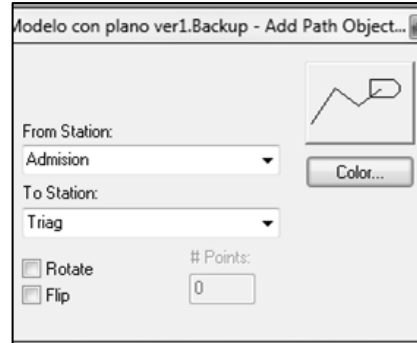 Modelo con plano ver1.Backup - Add Path Object...
From Station:
Admision
Color...
To Station:
Triag
Rotate
# Points:
Flip
0